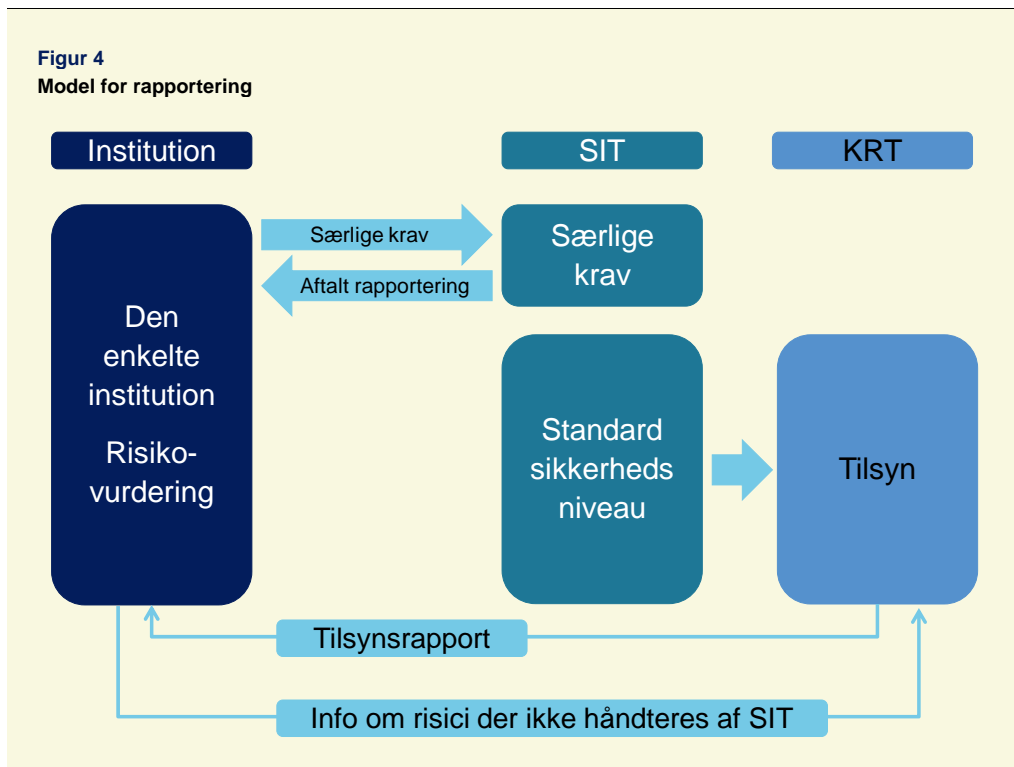 Figur 4
Model for rapportering
Institution
SIT
KRT
Særlige krav
Aftalt rapportering
Særlige
krav
Den
enkelte
institution
Risiko-
vurdering
Standard
sikkerheds
niveau
Tilsyn
Tilsynsrapport
Info om risici der ikke håndteres af SIT